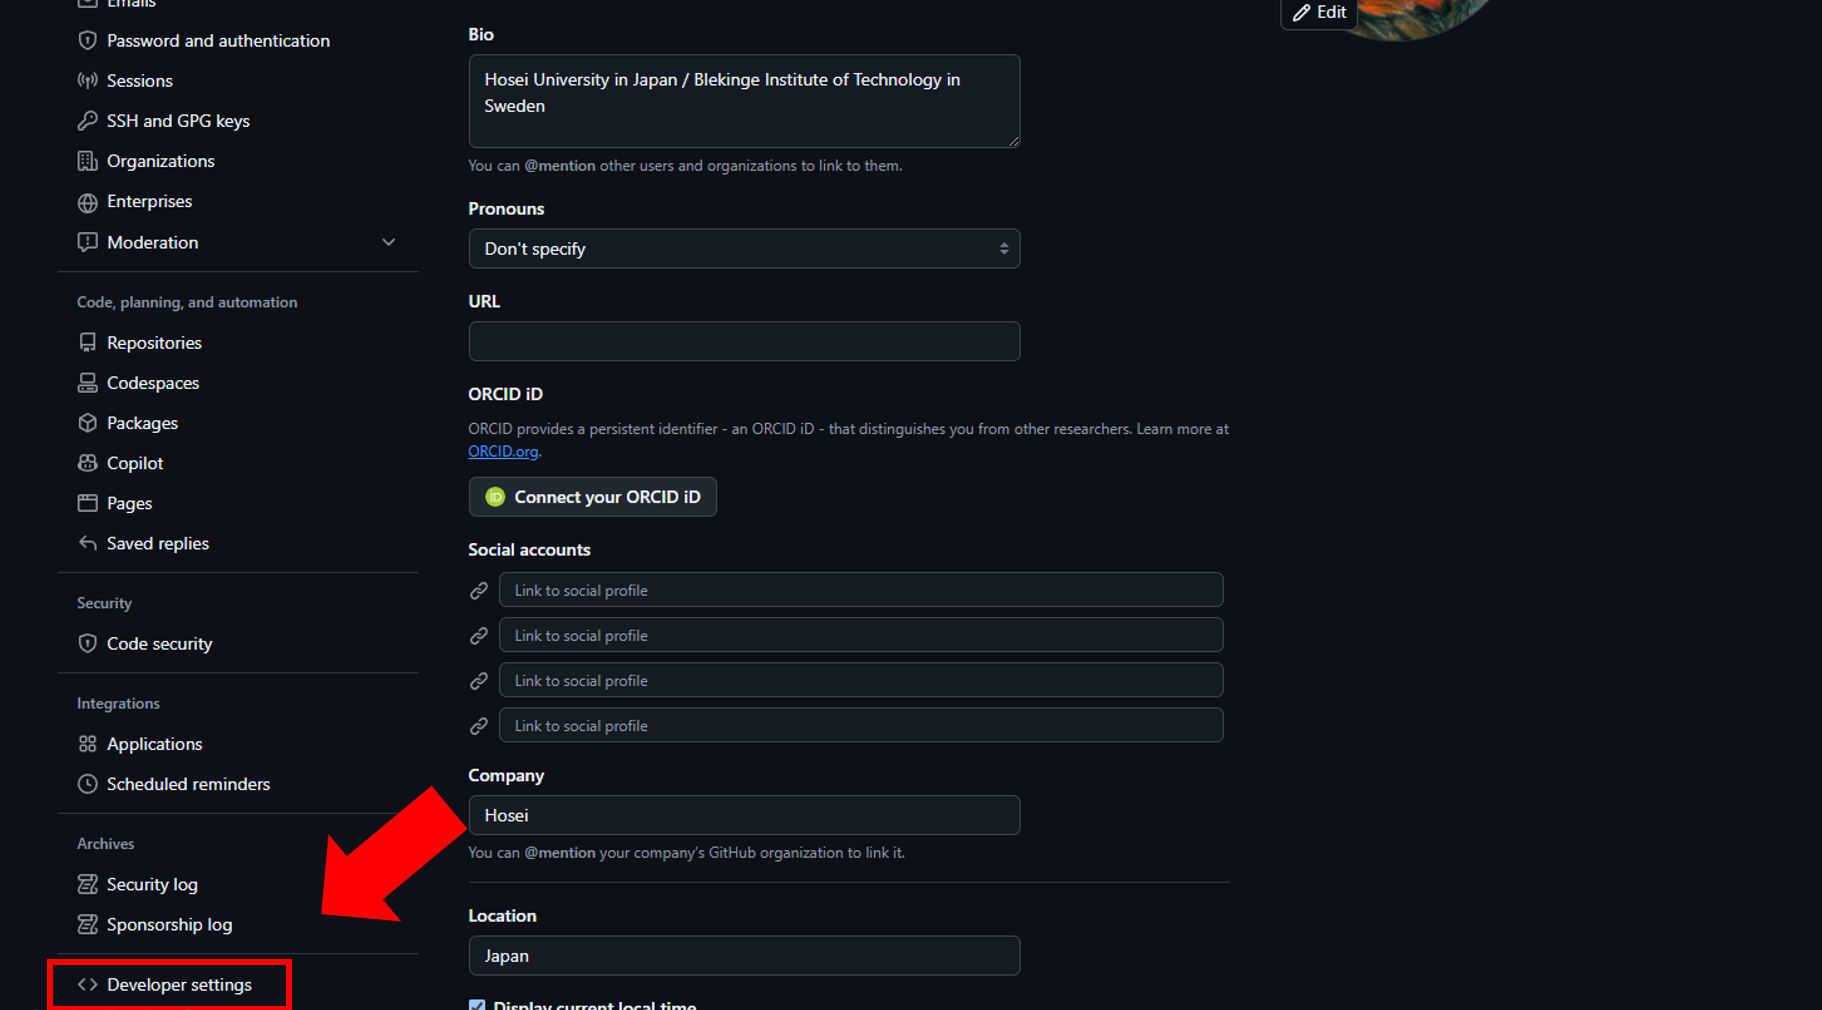 Emails
Password and authentication
Sessions
SSH and GPG keys
Organizations
Enterprises
Moderation
Code, planning, and automation
Repositories
Codespaces
Packages
Copilot
Pages
Saved replies
Security
Code security
Integrations
Applications
Scheduled reminders
Archives
Security log
Sponsorship log
Developer settings
Edit
Bio
Hosei University in Japan / Blekinge Institute of Technology in
Sweden
You can @mention other users and organizations to link to them.
Pronouns
Don't specify
URL
ORCID iD
ORCID provides a persistent identifier - an ORCID iD - that distinguishes you from other researchers. Learn more at
ORCID.org.
iD Connect your ORCID iD
Social accounts
Link to social profile
Link to social profile
Link to social profile
Link to social profile
Company
Hosei
You can @mention your company's GitHub organization to link it.
Location
Japan
Display current local time